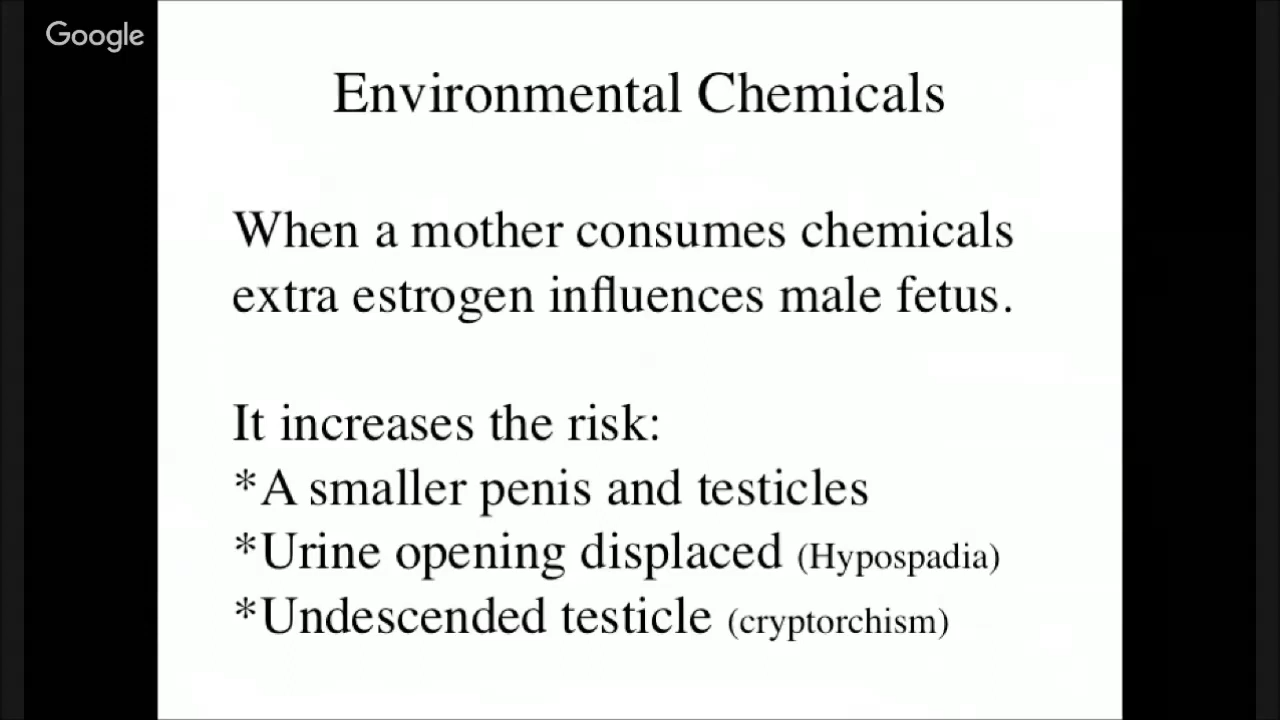 Google
Environmental Chemicals
When a mother consumes chemicals
extra estrogen influences male fetus.
It increases the risk:
*A smaller penis and testicles
*Urine opening displaced (Hypospadia)
*Undescended testicle (cryptorchism)